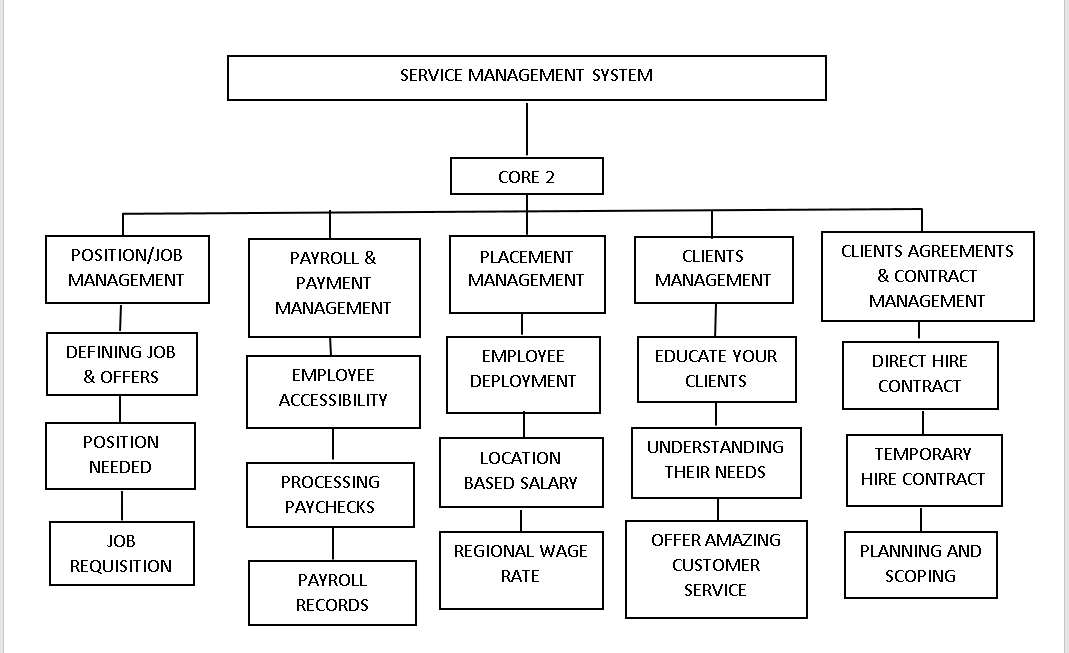 SERVICE MANAGEMENT SYSTEM
CORE 2
POSITION/JOB
MANAGEMENT
DEFINING JOB
& OFFERS
POSITION
NEEDED
JOB
REQUISITION
PAYROLL &
PAYMENT
MANAGEMENT
EMPLOYEE
ACCESSIBILITY
PROCESSING
PAYCHECKS
PAYROLL
RECORDS
PLACEMENT
MANAGEMENT
EMPLOYEE
DEPLOYMENT
LOCATION
BASED SALARY
REGIONAL WAGE
RATE
CLIENTS
MANAGEMENT
EDUCATE YOUR
CLIENTS
UNDERSTANDING
THEIR NEEDS
OFFER AMAZING
CUSTOMER
SERVICE
CLIENTS AGREEMENTS
& CONTRACT
MANAGEMENT
DIRECT HIRE
CONTRACT
TEMPORARY
HIRE CONTRACT
PLANNING AND
SCOPING